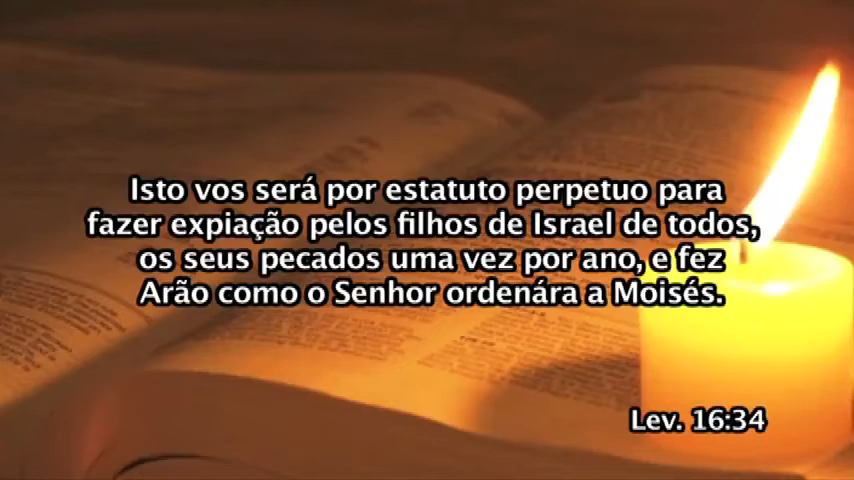 Isto vos será por estatuto perpetuo para
fazer expiação pelos filhos de Israel de todos,
os seus pecados uma vez por ano, e fez
Arão como o Senhor ordenára a Moisés.
Lev. 16:34